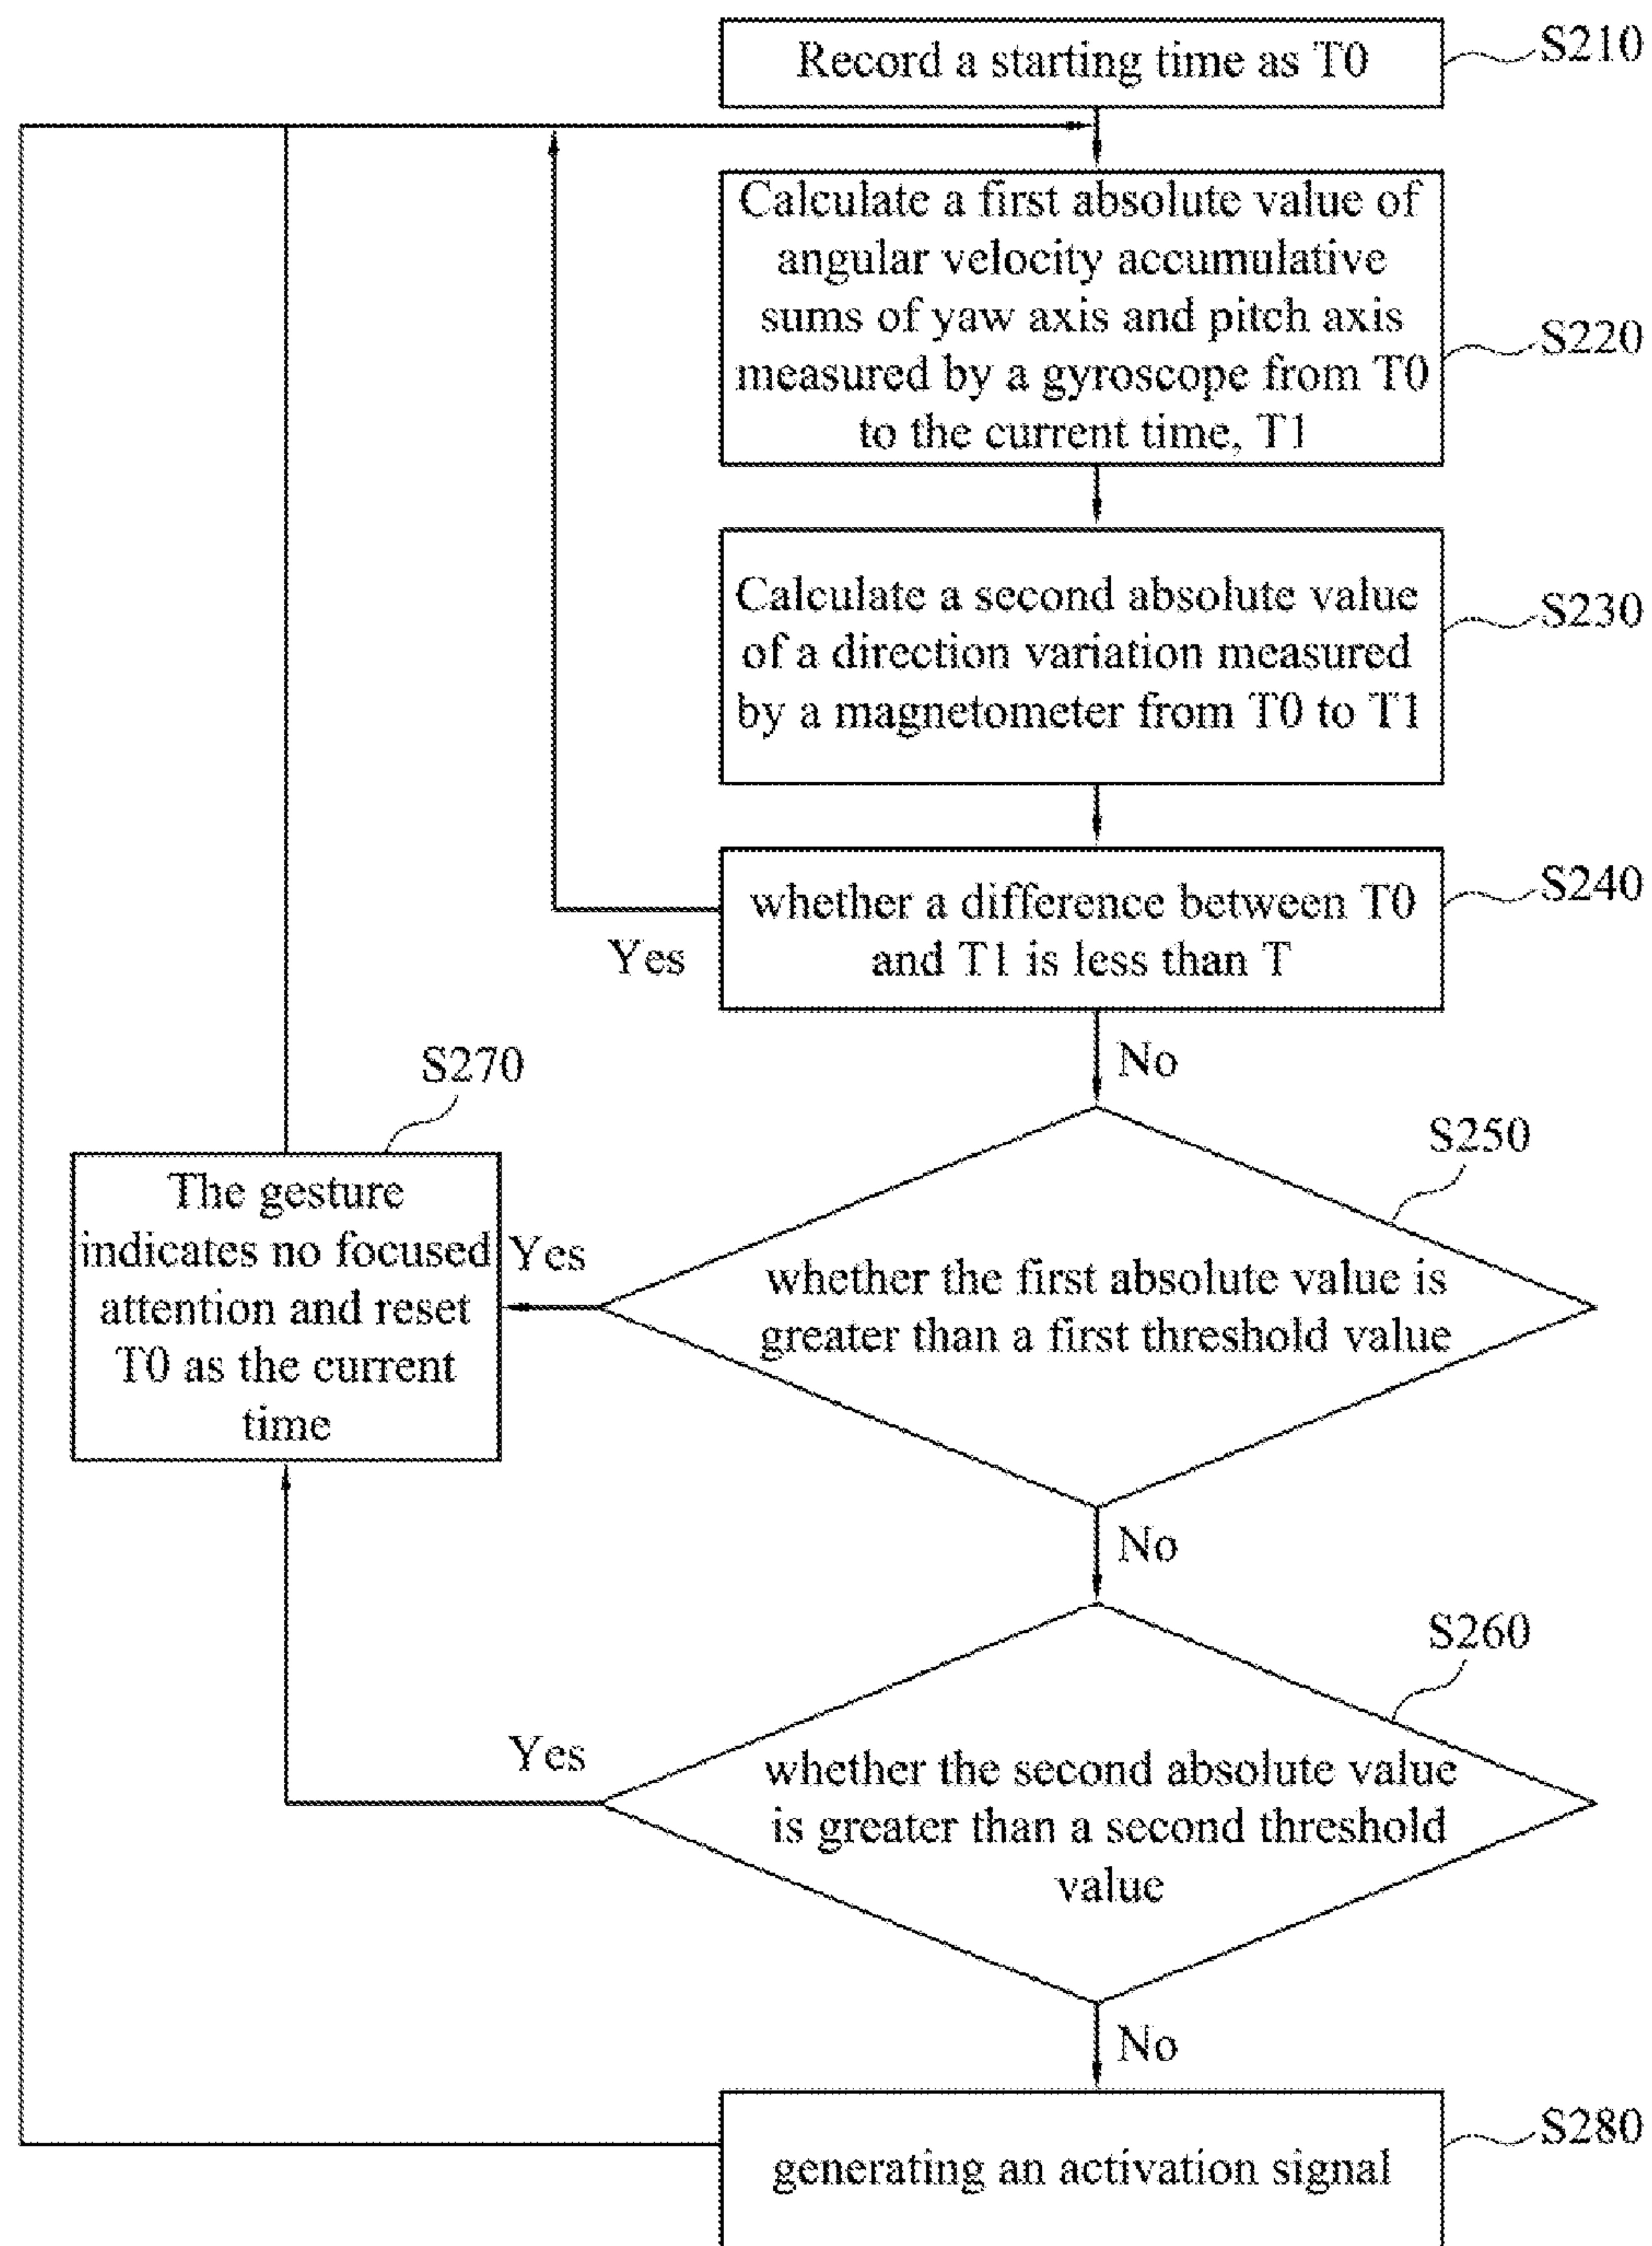 Record a starting time as T0
S210
Calculate a first absolute value of
angular velocity accumulative
sums of yaw axis and pitch axis
measured by a gyroscope from T0
to the current time, T1
S220
Calculate a second absolute value
of a direction variation measured
by a magnetometer from T0 to T1
S230
whether a difference between T0
and T1 is less than T
S240
Yes
No
S270
The gesture
indicates no focused
attention and reset
T0 as the current
time
Yes
S250
whether the first absolute value is
greater than a first threshold value
No
S260
Yes
whether the second absolute value
is greater than a second threshold
value
No
S280
generating an activation signal